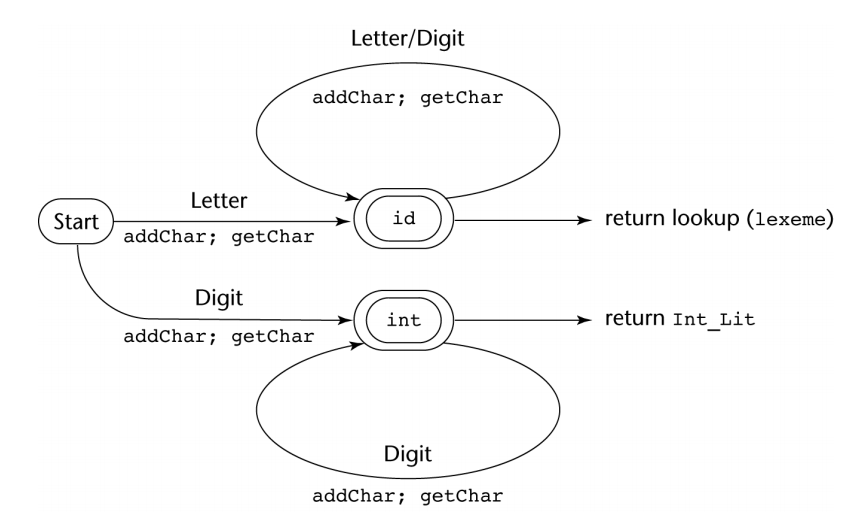 Letter/Digit
addChar; getChar
Letter
Start
id
return lookup (lexeme)
addChar; getChar
Digit
int
return Int_Lit
addChar; getChar
Digit
addChar; getChar